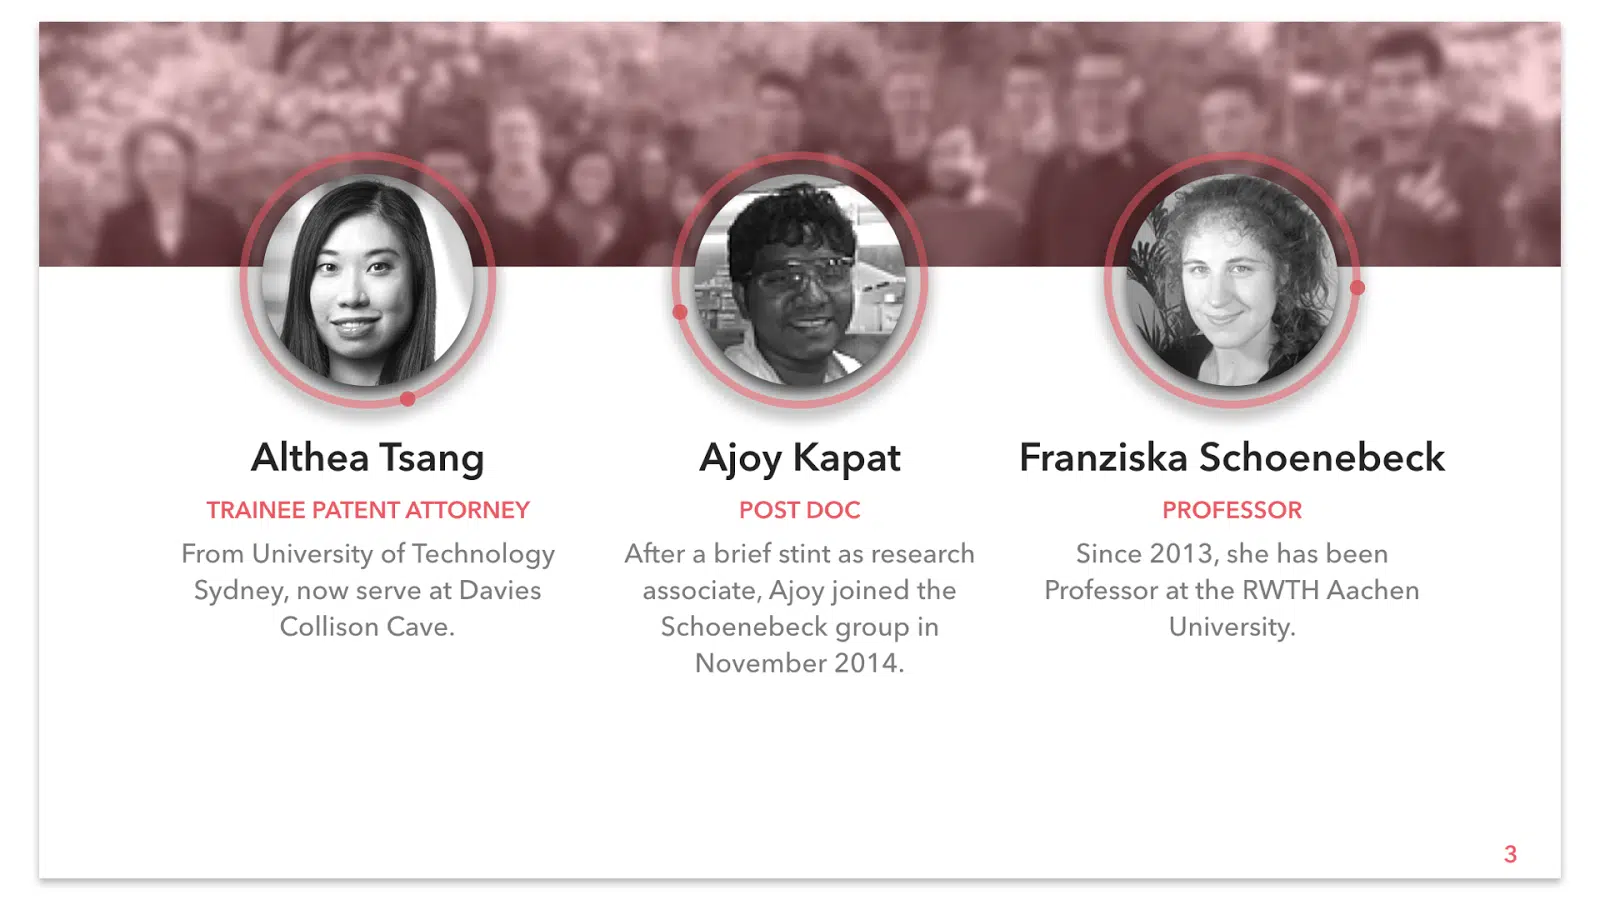 Althea Tsang
TRAINEE PATENT ATTORNEY
From University of Technology
Sydney, now serve at Davies
Collison Cave.
Ajoy Kapat
POST DOC
After a brief stint as research
associate, Ajoy joined the
Schoenebeck group in
November 2014.
Franziska Schoenebeck
PROFESSOR
Since 2013, she has been
Professor at the RWTH Aachen
University.
3